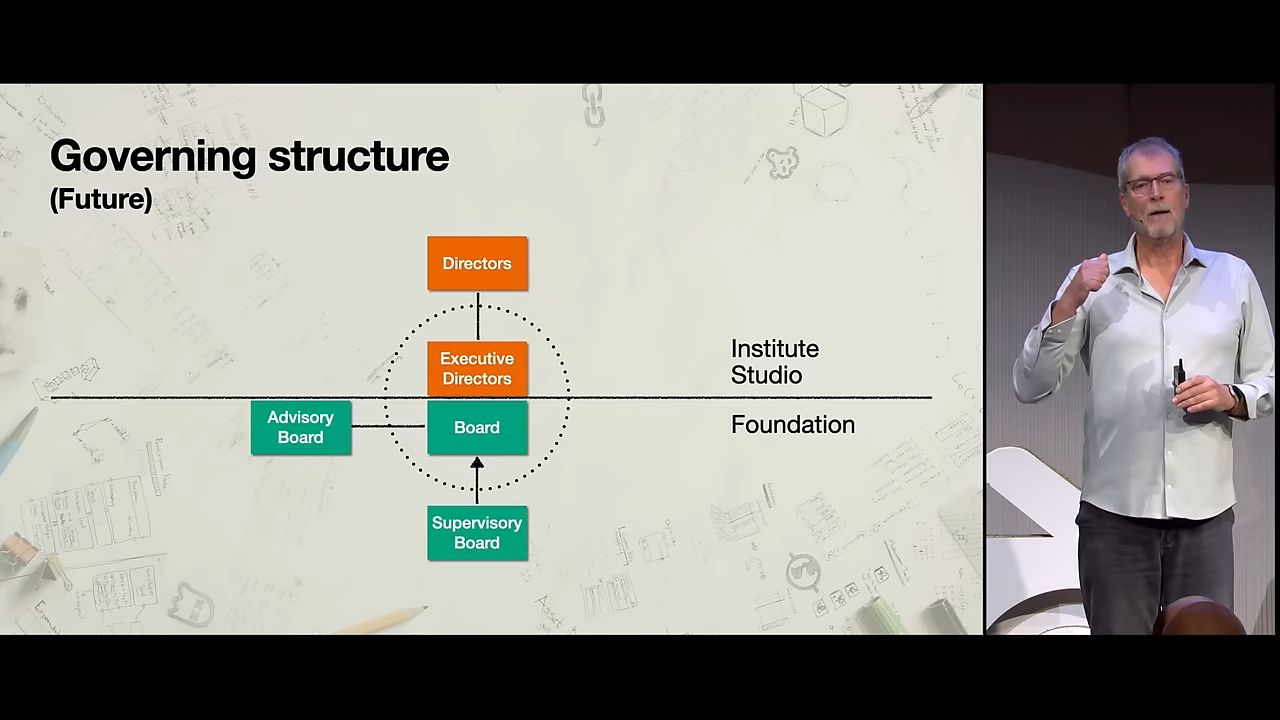 Governing structure
(Future)
Directors
Executive
Directors
Institute
Studio
Advisory
Board
Board
Foundation
Supervisory
Board